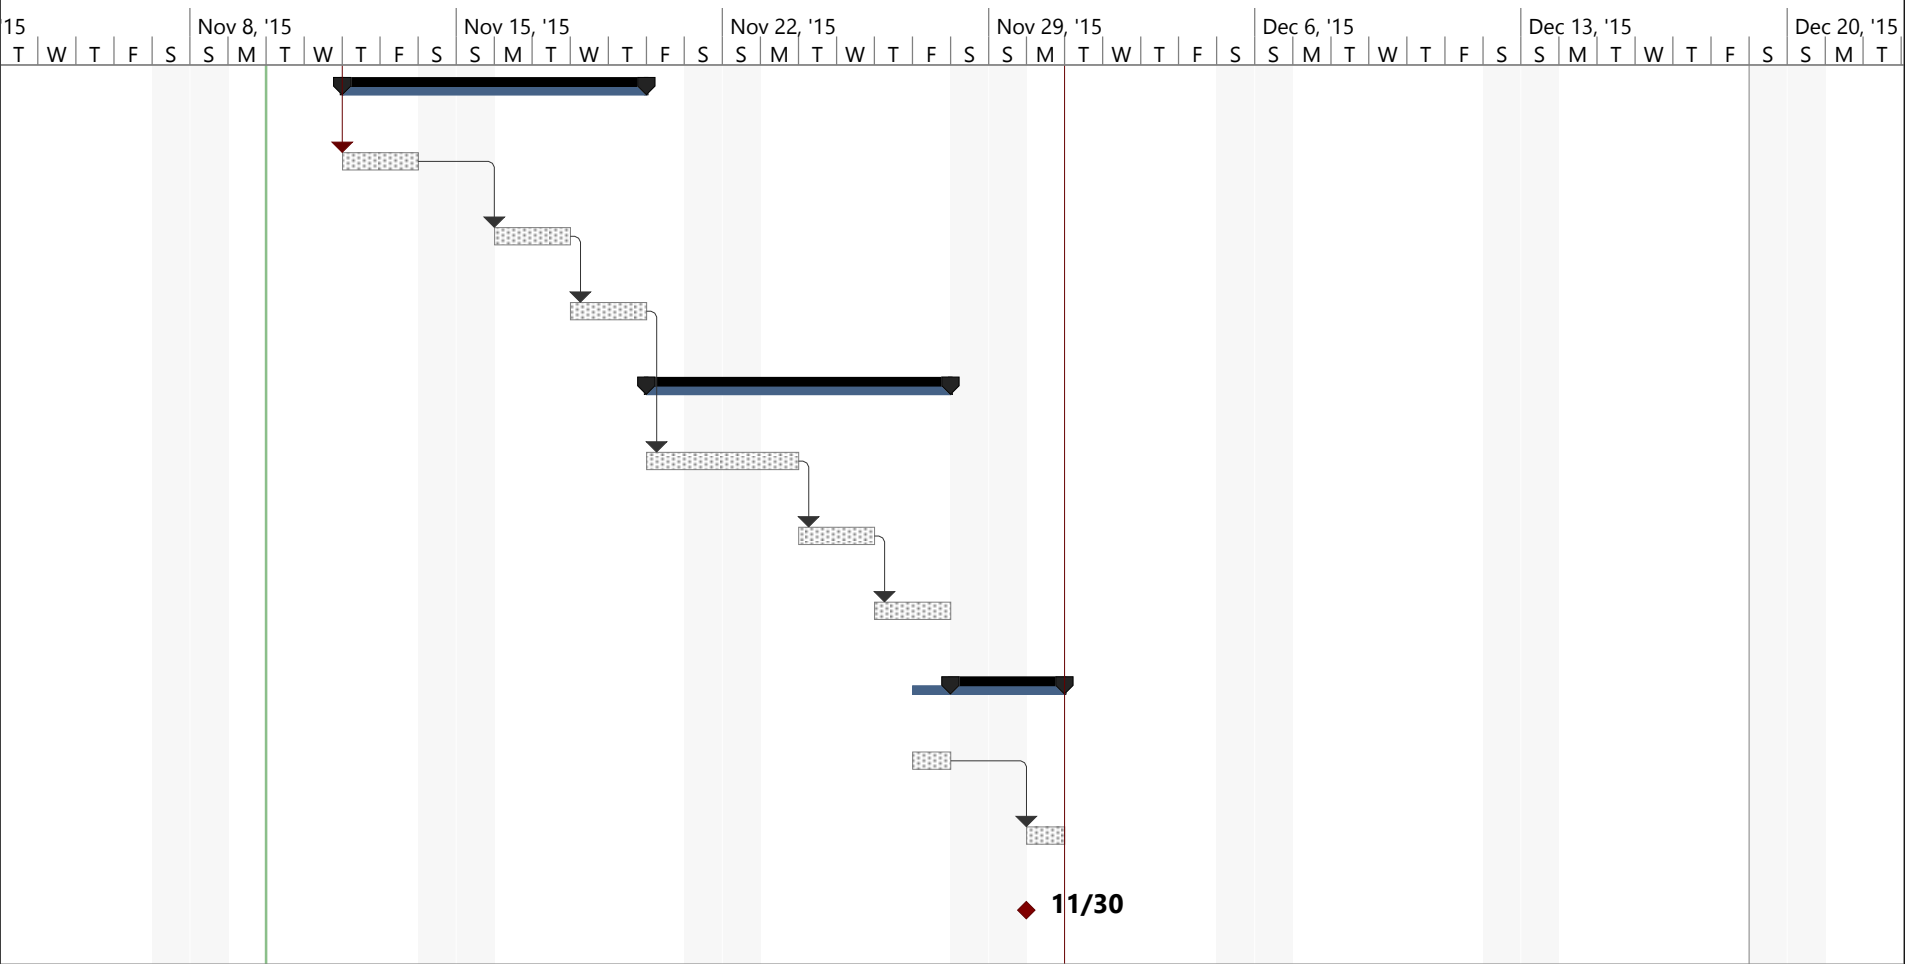 '15 Nov 8, '15 Nov 15, '15 Nov 22, '15 Nov 29, '15 Dec 6, '15 Dec 13, '15 Dec 20, '15
T W T F S S M T W T F S S M T W T F S S M T W T F S S M T W T F S S M T W T F S S M T W T F S S M T
11/30